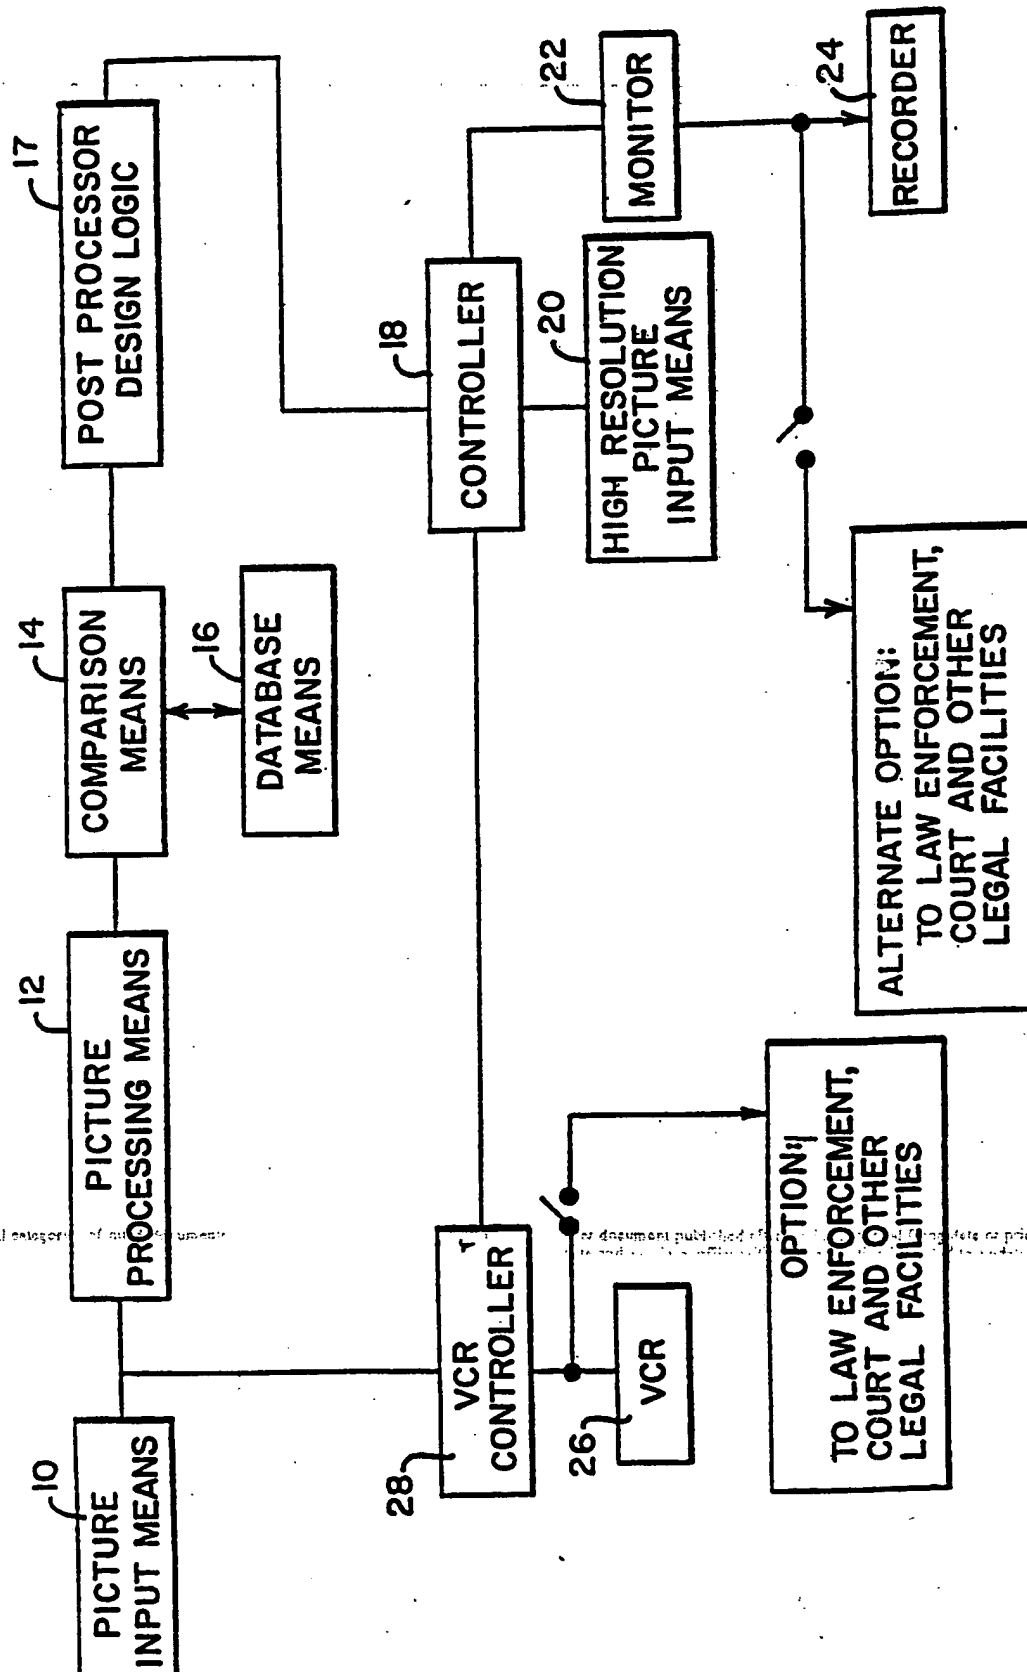 10
PICTURE
INPUT MEANS
12
PICTURE
PROCESSING MEANS
14
COMPARISON
MEANS
16
DATABASE
MEANS
17
POST PROCESSOR
DESIGN LOGIC
28
VCR
CONTROLLER
26
VCR
18
CONTROLLER
20
HIGH RESOLUTION
PICTURE
INPUT MEANS
22
MONITOR
24
RECORDER
OPTION:
TO LAW ENFORCEMENT,
COURT AND OTHER
LEGAL FACILITIES
ALTERNATE OPTION:
TO LAW ENFORCEMENT,
COURT AND OTHER
LEGAL FACILITIES
document published